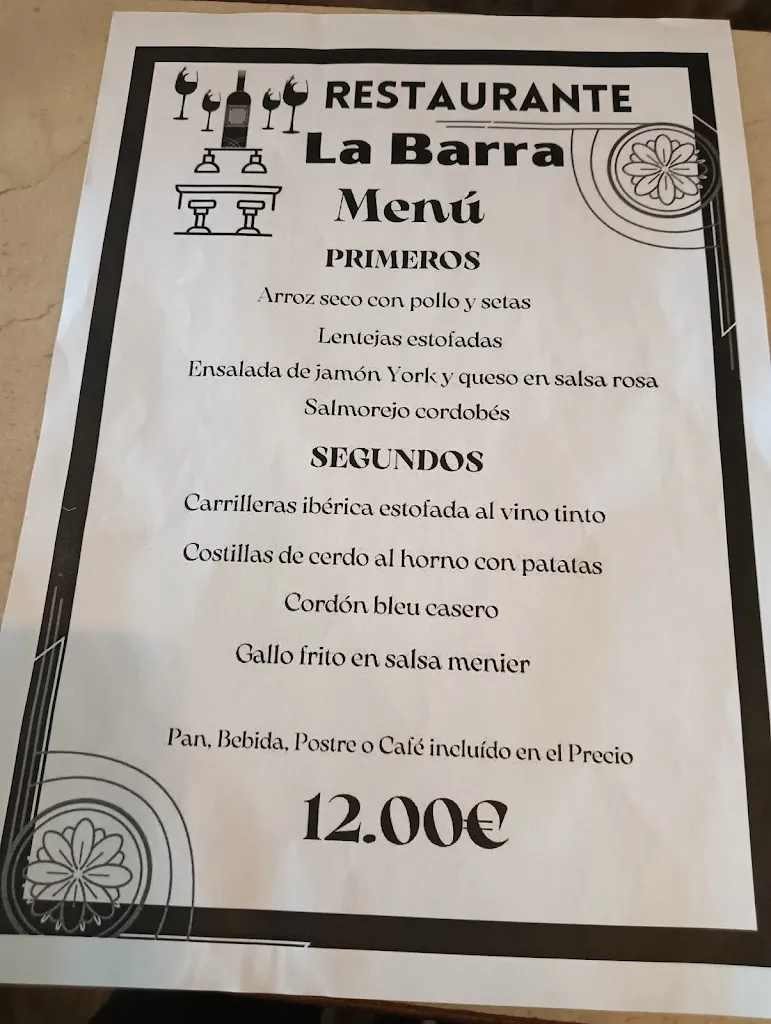 RESTAURANTE
La Barra
Menú
PRIMEROS
Arroz seco con pollo y setas
Lentejas estofadas
Ensalada de jamón York y queso en salsa rosa
Salmorejo cordobés
SEGUNDOS
Carrilleras ibérica estofada al vino tinto
Costillas de cerdo al horno con patatas
Cordón bleu casero
Gallo frito en salsa menier
Pan, Bebida, Postre o Café incluído en el Precio
12.00€